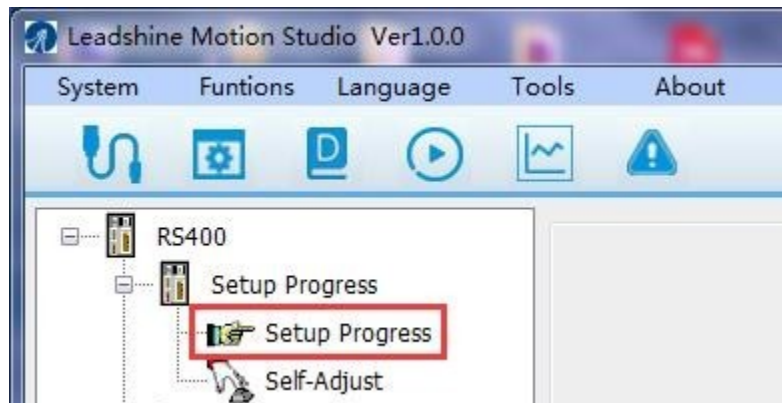 Leadshine Motion Studio Ver1.0.0
System Funtions Language Tools About
D
RS400
Setup Progress
Setup Progress
Self-Adjust